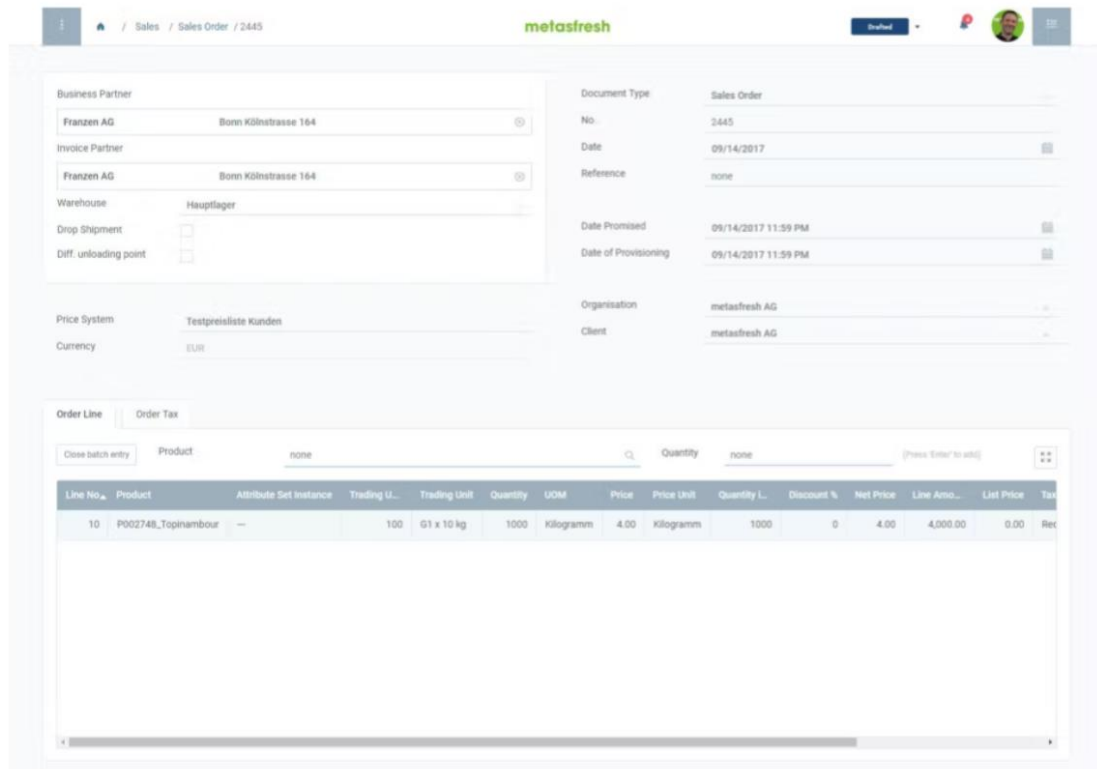 / Sales / Sales Order / 2445
metasfresh
Drafted
Business Partner
Franzen AG Bonn Kölnstrasse 164
Invoice Partner
Franzen AG Bonn Kölnstrasse 164
Warehouse Hauptlager
Drop Shipment
Diff. unloading point
Price System Testpreisliste Kunden
Currency EUR
Document Type Sales Order
No. 2445
Date 09/14/2017
Reference none
Date Promised 09/14/2017 11:59 PM
Date of Provisioning 09/14/2017 11:59 PM
Organisation metasfresh AG
Client metasfresh AG
Order Line Order Tax
Close batch entry Product none Quantity none (Press 'Enter' to add)
Line No. Product Attribute Set Instance Trading U... Trading Unit Quantity UOM Price Price Unit Quantity i... Discount % Net Price Line Amo... List Price Tax
10 P002748_Topinambour — 100 G1 x 10 kg 1000 Kilogramm 4.00 Kilogramm 1000 0 4.00 4,000.00 0.00 Rec